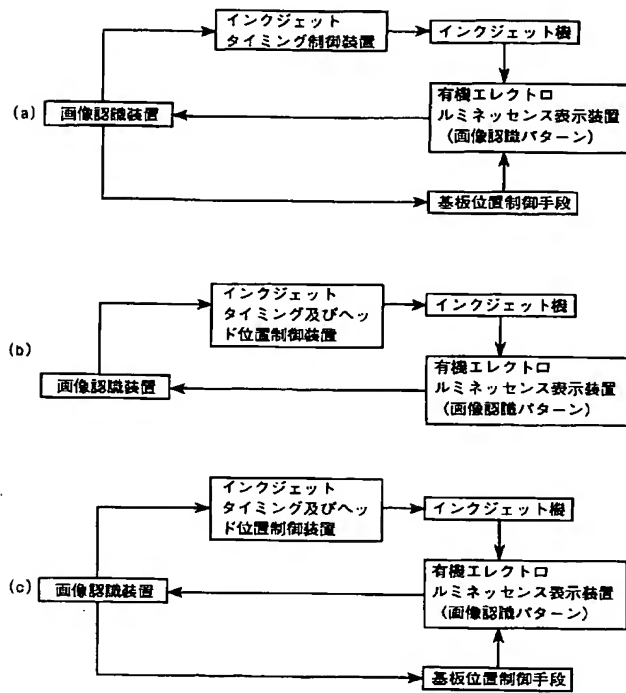 インクジェット
タイミング制御装置
インクジェット機
(a)
画像認識装置
有機エレクトロ
ルミネッセンス表示装置
(画像認識パターン)
基板位置制御手段
インクジェット
タイミング及びヘッ
ド位置制御装置
インクジェット機
(b)
画像認識装置
有機エレクトロ
ルミネッセンス表示装置
(画像認識パターン)
インクジェット
タイミング及びヘッ
ド位置制御装置
インクジェット機
(c)
画像認識装置
有機エレクトロ
ルミネッセンス表示装置
(画像認識パターン)
基板位置制御手段